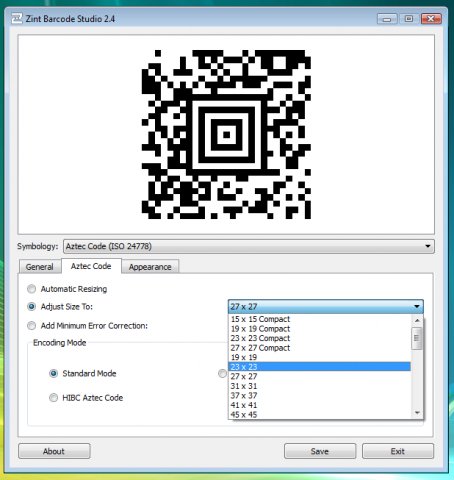 Zint Barcode Studio 2.4
Symbology: Aztec Code (ISO 24778)
General Aztec Code Appearance
Automatic Resizing
Adjust Size To: 27 x 27
Add Minimum Error Correction:
15 x 15 Compact
19 x 19 Compact
23 x 23 Compact
27 x 27 Compact
19 x 19
23 x 23
27 x 27
31 x 31
37 x 37
41 x 41
45 x 45
Encoding Mode
Standard Mode
HIBC Aztec Code
About Save Exit